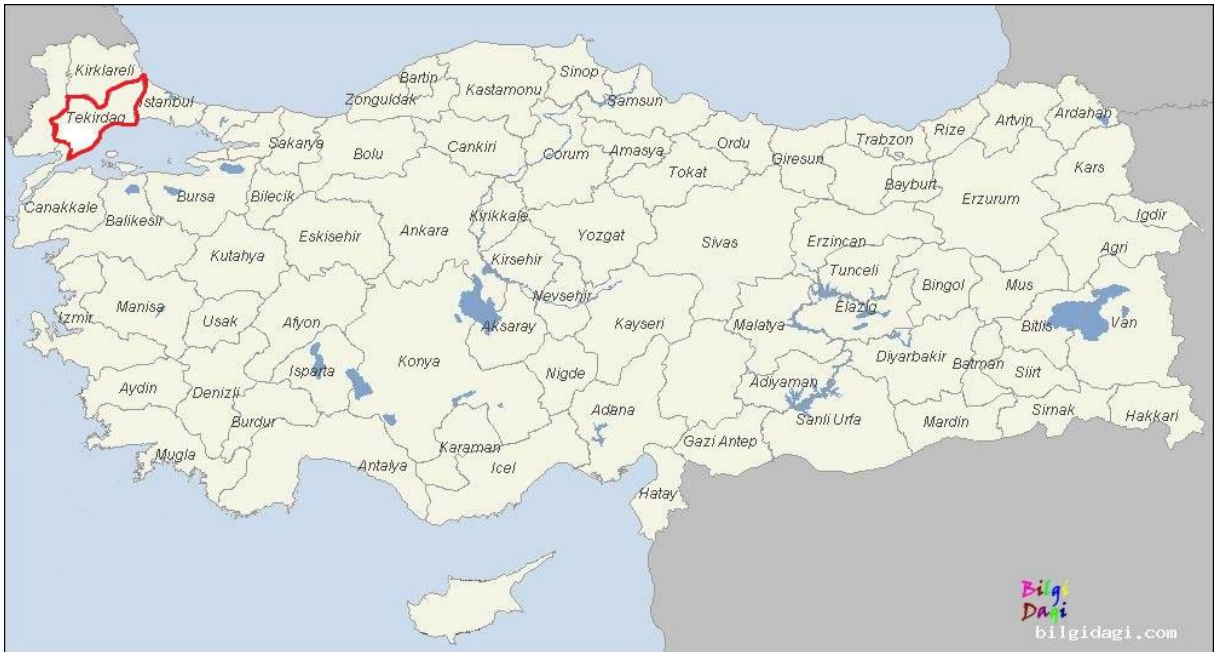 Kirklareli
Tekirdag
Istanbul
Bartin
Zonguldak
Kastamonu
Sinop
Samsun
Sakarya
Bolu
Cankiri
Corum
Amasya
Ordu
Tokat
Giresun
Trabzon
Rize
Artvin
Ardahan
Kars
Bayburt
Erzurum
Igdir
Agri
Canakkale
Balikesir
Bursa
Bilecik
Eskisehir
Ankara
Kirikkale
Yozgat
Sivas
Erzincan
Tunceli
Kutahya
Kirsehir
Nevsehir
Bingol
Mus
Izmir
Manisa
Usak
Afyon
Aksaray
Kayseri
Malatya
Elazig
Bitlis
Van
Konya
Isparta
Nigde
Diyarbakir
Batman
Siirt
Aydin
Denizli
Burdur
Adana
Adiyaman
Sanli Urfa
Mardin
Sirnak
Hakkari
Mugla
Antalya
Karaman
Icel
Gazi Antep
Hatay
Bilgi
Dagi
bilgidagi.com